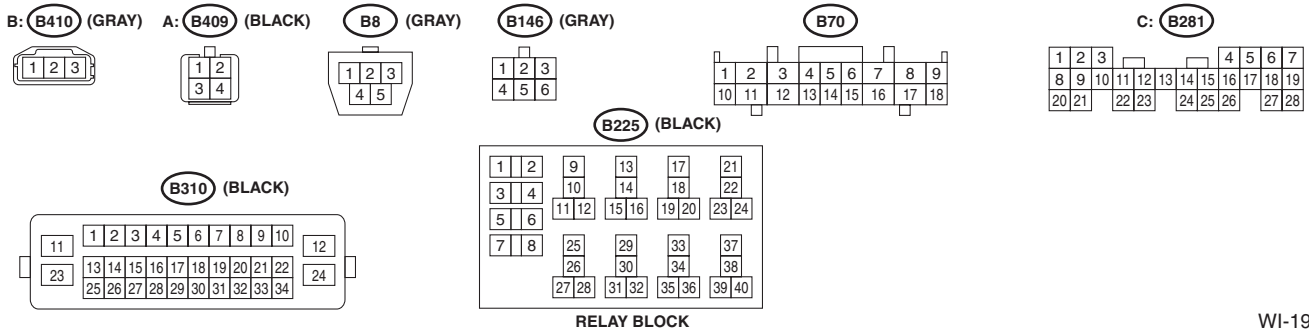 B: B410 (GRAY) A: B409 (BLACK) B8 (GRAY) B146 (GRAY) B70 C: B281
1 2 3
1 2
3 4
1 2 3
4 5
1 2 3
4 5 6
1 2 3 4 5 6 7 8 9
10 11 12 13 14 15 16 17 18
1 2 3 4 5 6 7
8 9 10 11 12 13 14 15 16 17 18 19
20 21 22 23 24 25 26 27 28
B225 (BLACK)
1 2
3 4
5 6
7 8
9 13 17 21
10 14 18 22
11 12 15 16 19 20 23 24
25 29 33 37
26 30 34 38
27 28 31 32 35 36 39 40
RELAY BLOCK
B310 (BLACK)
11 1 2 3 4 5 6 7 8 9 10 12
23 13 14 15 16 17 18 19 20 21 22 24
25 26 27 28 29 30 31 32 33 34
WI-19